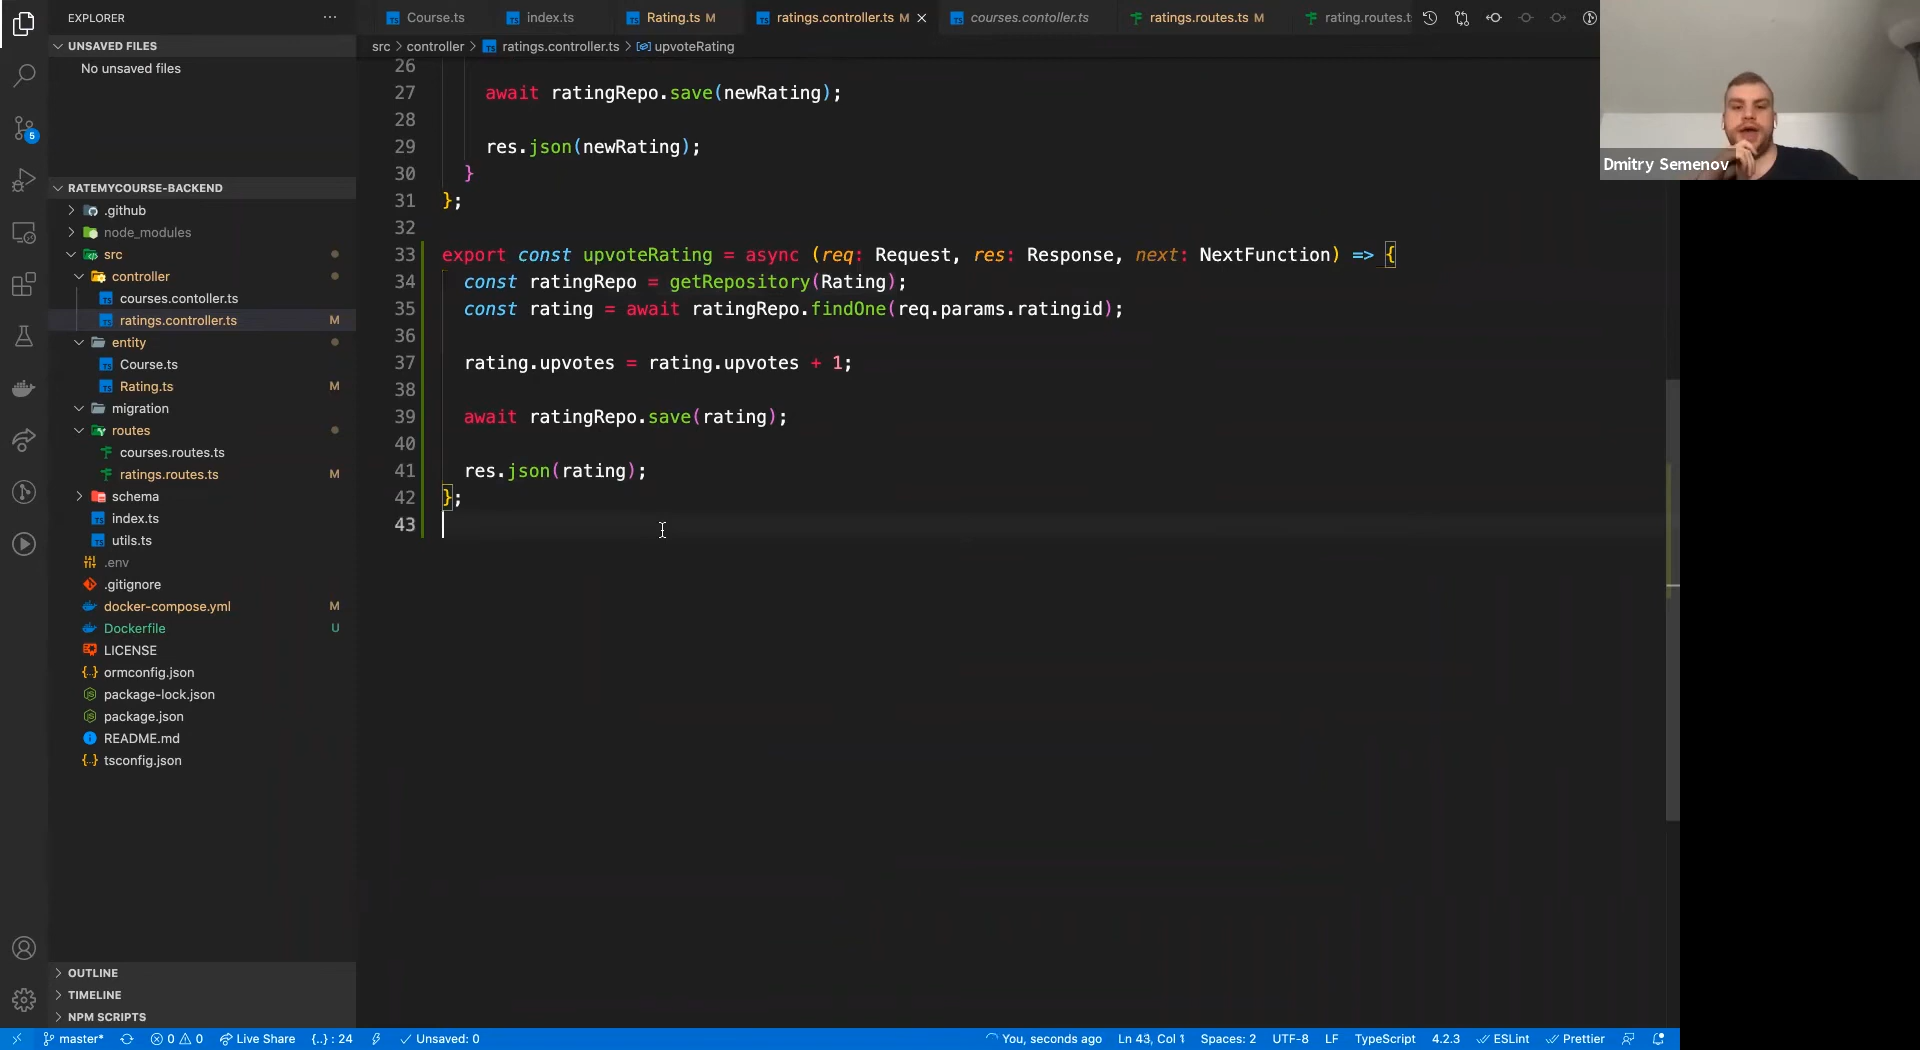 EXPLORER
UNSAVED FILES
No unsaved files
5
RATEMYCOURSE-BACKEND
.github
node_modules
src
controller
courses.contoller.ts
ratings.controller.ts M
entity
Course.ts
Rating.ts M
migration
routes
courses.routes.ts
ratings.routes.ts M
schema
index.ts
utils.ts
.env
.gitignore
docker-compose.yml M
Dockerfile U
LICENSE
ormconfig.json
package-lock.json
package.json
README.md
tsconfig.json
OUTLINE
TIMELINE
NPM SCRIPTS
Course.ts index.ts Rating.ts M ratings.controller.ts M courses.contoller.ts ratings.routes.ts M rating.routes.t
src > controller > ratings.controller.ts > upvoteRating
26
27 await ratingRepo.save(newRating);
28
29 res.json(newRating);
30 }
31 };
32
33 export const upvoteRating = async (req: Request, res: Response, next: NextFunction) => {
34 const ratingRepo = getRepository(Rating);
35 const rating = await ratingRepo.findOne(req.params.ratingid);
36
37 rating.upvotes = rating.upvotes + 1;
38
39 await ratingRepo.save(rating);
40
41 res.json(rating);
42 };
43
Dmitry Semenov
master* 0 0 Live Share {..} : 24 Unsaved: 0 You, seconds ago Ln 43, Col 1 Spaces: 2 UTF-8 LF TypeScript 4.2.3 ESLint Prettier